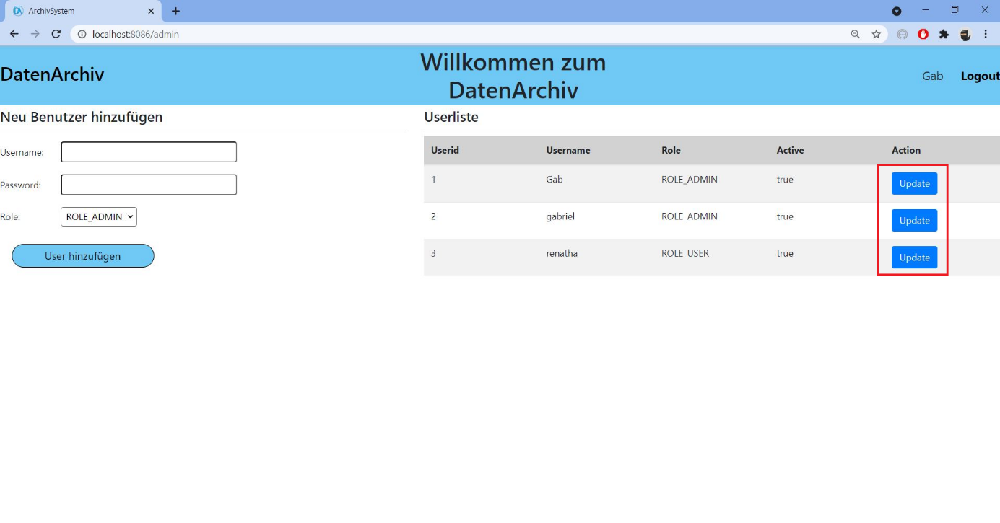 ArchivSystem
localhost:8086/admin
DatenArchiv
Willkommen zum
DatenArchiv
Gab
Logout
Neu Benutzer hinzufügen
Username:
Password:
Role:
ROLE_ADMIN
User hinzufügen
Userliste
Userid Username Role Active Action
1 Gab ROLE_ADMIN true Update
2 gabriel ROLE_ADMIN true Update
3 renatha ROLE_USER true Update